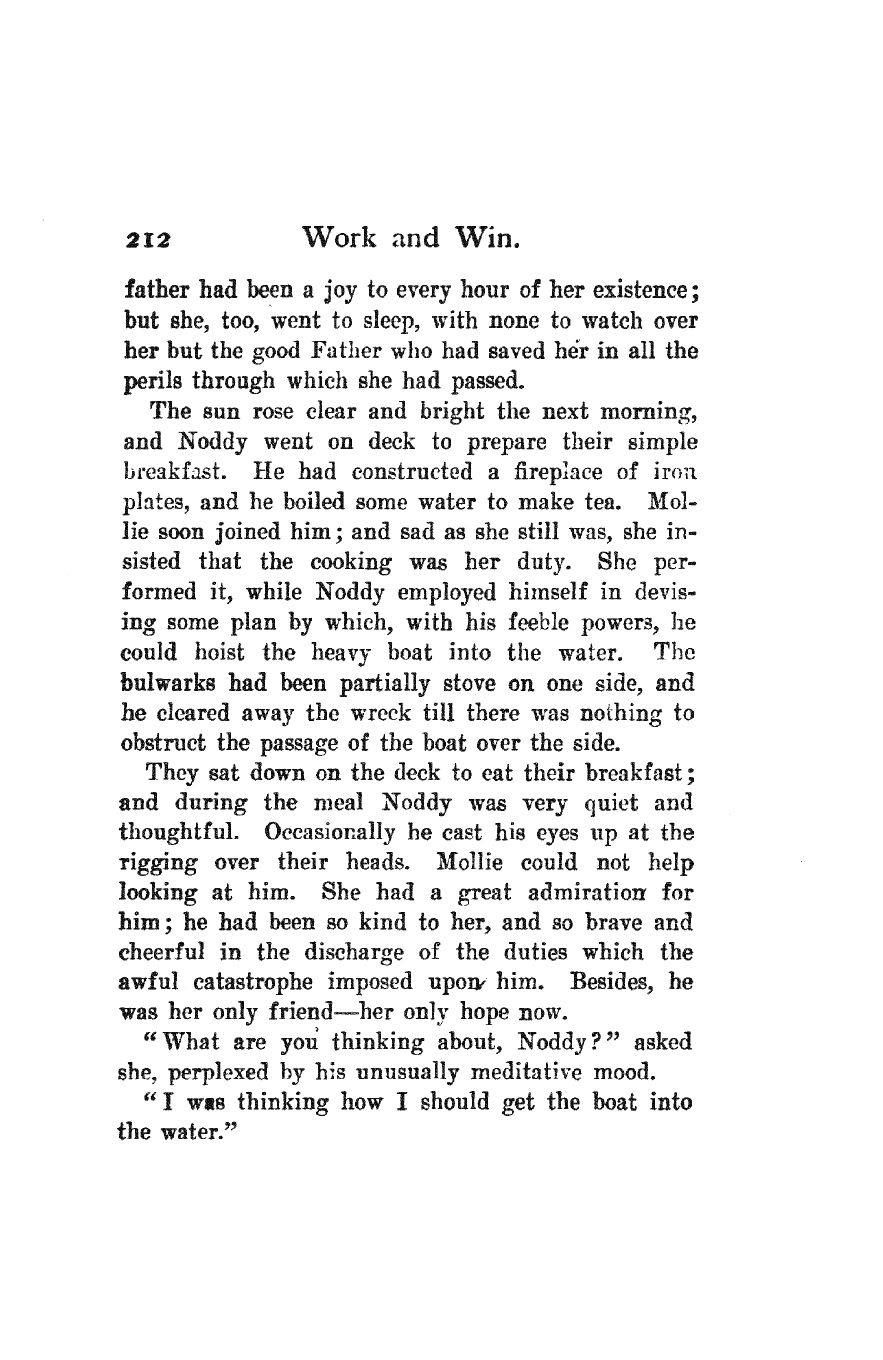 212 Work and Win.
father had been a joy to every hour of her existence;
but she, too, went to sleep, with none to watch over
her but the good Father who had saved her in all the
perils through which she had passed.
The sun rose clear and bright the next morning,
and Noddy went on deck to prepare their simple
breakfast. He had constructed a fireplace of iron
plates, and he boiled some water to make tea. Mol-
lie soon joined him; and sad as she still was, she in-
sisted that the cooking was her duty. She per-
formed it, while Noddy employed himself in devis-
ing some plan by which, with his feeble powers, he
could hoist the heavy boat into the water. The
bulwarks had been partially stove on one side, and
he cleared away the wreck till there was nothing to
obstruct the passage of the boat over the side.
They sat down on the deck to eat their breakfast;
and during the meal Noddy was very quiet and
thoughtful. Occasionally he cast his eyes up at the
rigging over their heads. Mollie could not help
looking at him. She had a great admiration for
him; he had been so kind to her, and so brave and
cheerful in the discharge of the duties which the
awful catastrophe imposed upon him. Besides, he
was her only friend—her only hope now.
"What are you thinking about, Noddy?" asked
she, perplexed by his unusually meditative mood.
"I was thinking how I should get the boat into
the water."